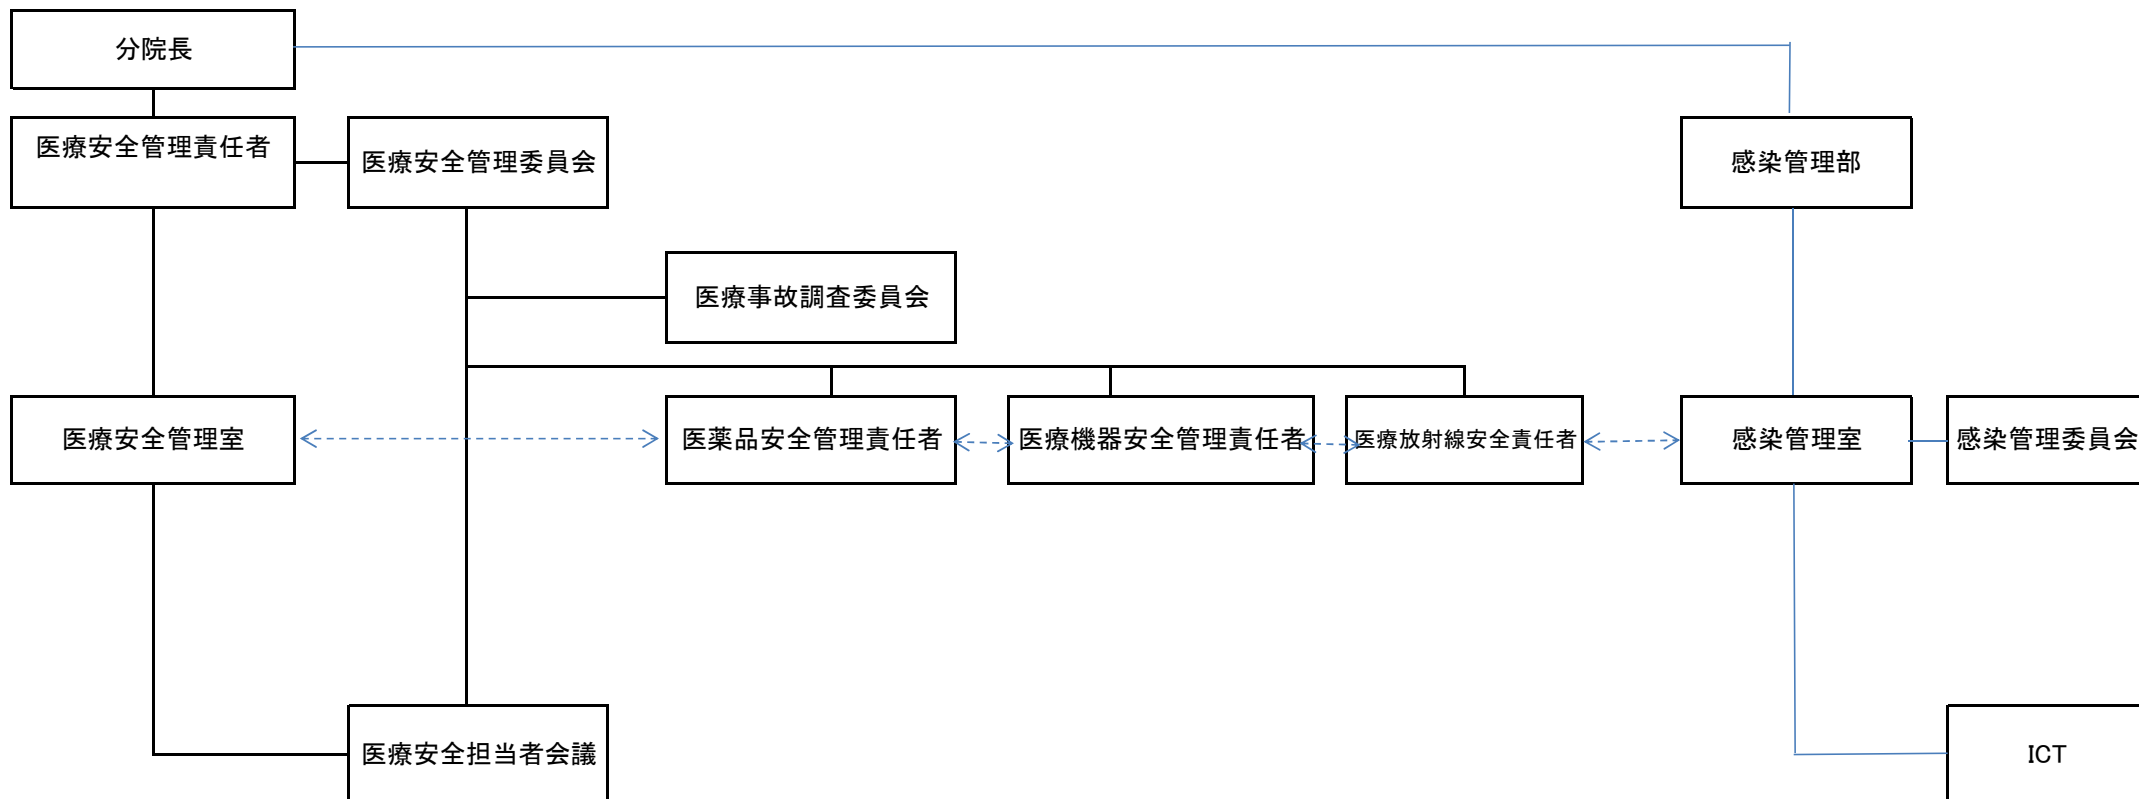 分院長
医療安全管理責任者
医療安全管理委員会
感染管理部
医療事故調査委員会
医療安全管理室
医薬品安全管理責任者
医療機器安全管理責任者
医療放射線安全責任者
感染管理室
感染管理委員会
医療安全担当者会議
ICT